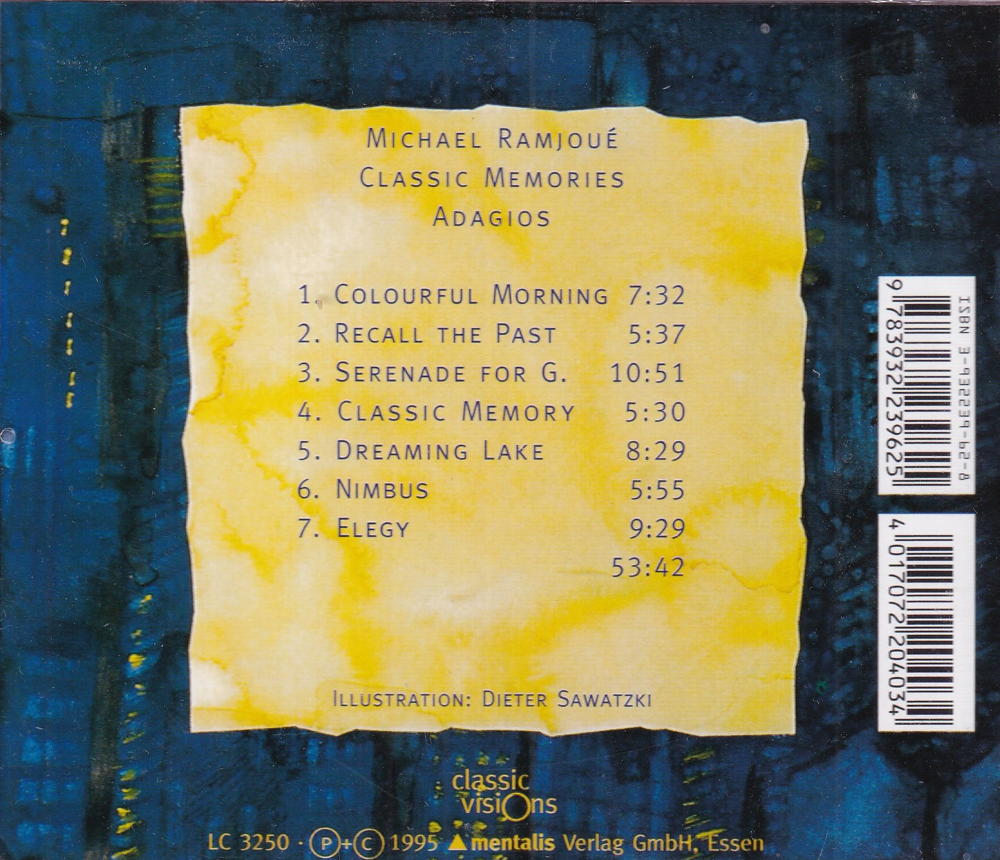 Michael Ramjoué
Classic Memories
Adagios
1. Colourful Morning 7:32
2. Recall the Past 5:37
3. Serenade for G. 10:51
4. Classic Memory 5:30
5. Dreaming Lake 8:29
6. Nimbus 5:55
7. Elegy 9:29
53:42
Illustration: Dieter Sawatzki
classic
visiOns
LC 3250 · Ⓟ+Ⓒ 1995 mentalis Verlag GmbH, Essen
ISBN 3-932239-62-8
9 783932 239625
4 017072 204034